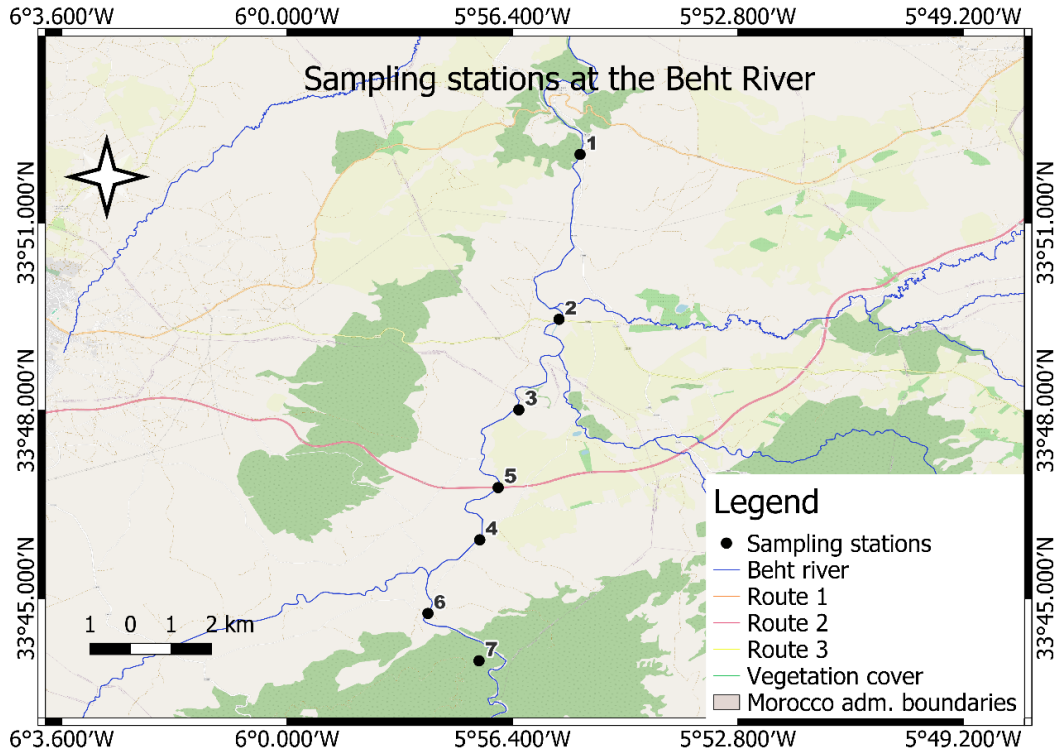 6°3.600′W 6°0.000′W 5°56.400′W 5°52.800′W 5°49.200′W
Sampling stations at the Beht River
1
33°51.000′N 33°51.000′N
2
3
33°48.000′N 33°48.000′N
5
4
33°45.000′N 33°45.000′N
6
7
1 0 1 2 km
Legend
Sampling stations
Beht river
Route 1
Route 2
Route 3
Vegetation cover
Morocco adm. boundaries
6°3.600′W 6°0.000′W 5°56.400′W 5°52.800′W 5°49.200′W